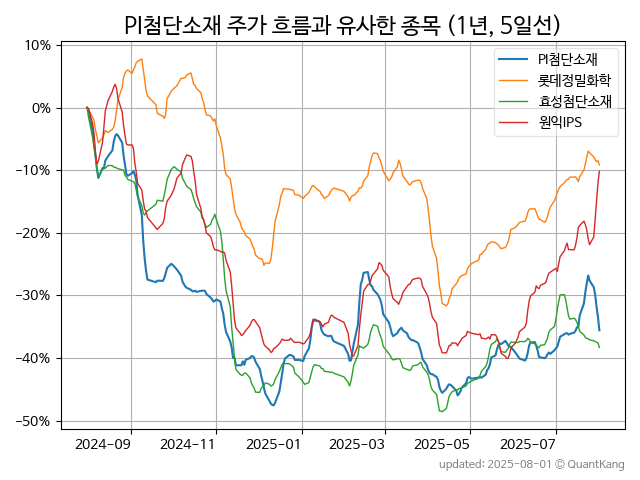 PI첨단소재 주가 흐름과 유사한 종목 (1년, 5일선)
PI첨단소재
롯데정밀화학
효성첨단소재
원익IPS
10%
0%
−10%
−20%
−30%
−40%
−50%
2024−09
2024−11
2025−01
2025−03
2025−05
2025−07
updated: 2025-08-01 © QuantKang